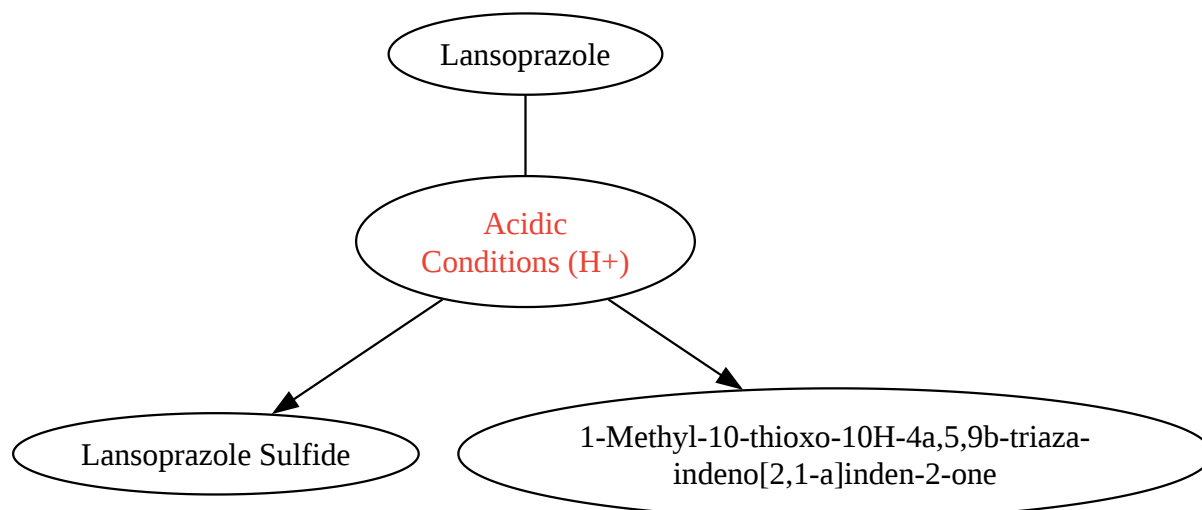 Lansoprazole
Acidic
Conditions (H+)
Lansoprazole Sulfide
1-Methyl-10-thioxo-10H-4a,5,9b-triaza-
indeno[2,1-a]inden-2-one